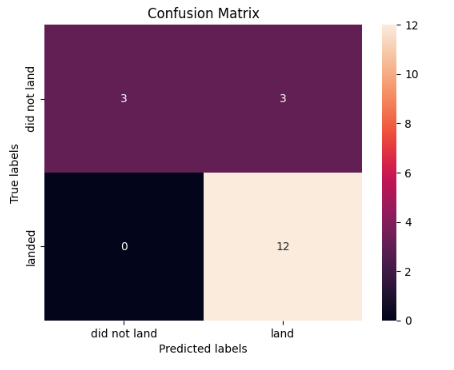 Confusion Matrix
True labels
did not land
3
3
landed
0
12
did not land
land
Predicted labels
12
10
8
6
4
2
0